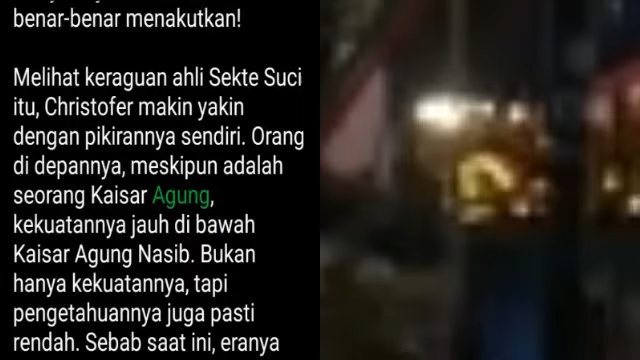 benar-benar menakutkan!
Melihat keraguan ahli Sekte Suci
itu, Christofer makin yakin
dengan pikirannya sendiri. Orang
di depannya, meskipun adalah
seorang Kaisar Agung,
kekuatannya jauh di bawah
Kaisar Agung Nasib. Bukan
hanya kekuatannya, tapi
pengetahuannya juga pasti
rendah. Sebab saat ini, eranya